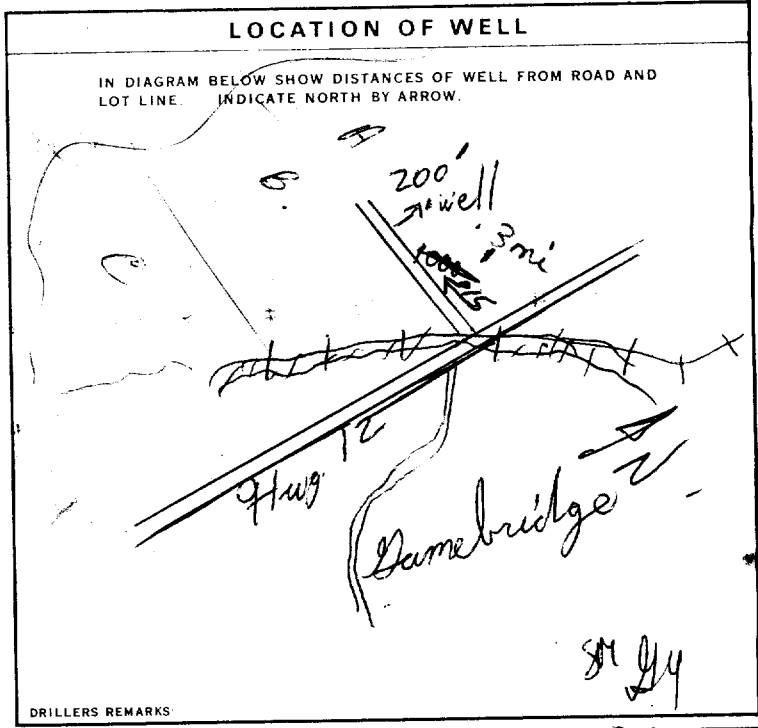 LOCATION OF WELL
IN DIAGRAM BELOW SHOW DISTANCES OF WELL FROM ROAD AND
LOT LINE. INDICATE NORTH BY ARROW.
200'
well
.3 mi
Hwy 12
N
Gamebridge
DRILLERS REMARKS